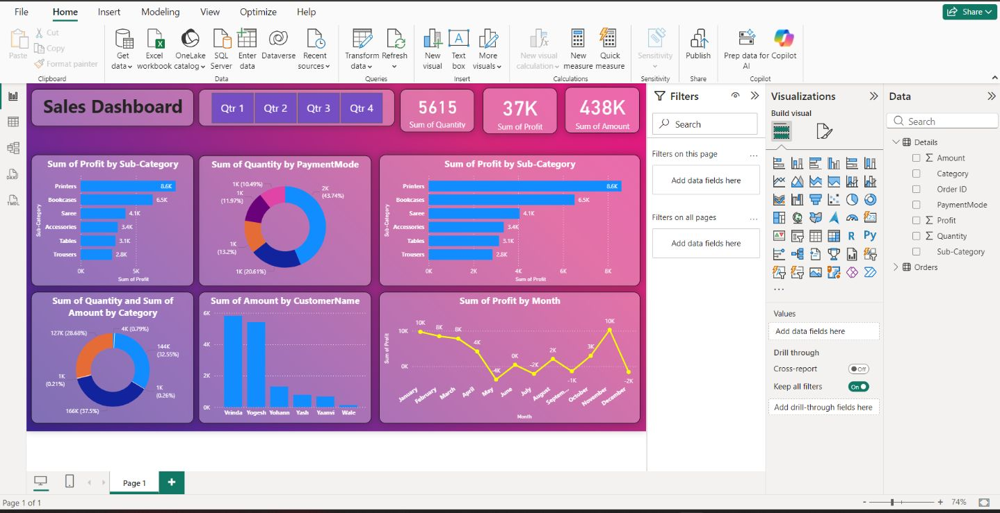 File Home Insert Modeling View Optimize Help Share
Paste Cut Copy Format painter
Clipboard
Get data Excel workbook OneLake catalog SQL Server Enter data Dataverse Recent sources
Data
Transform data Refresh
Queries
New visual Text box More visuals
Insert
New visual calculation New measure Quick measure
Calculations
Sensitivity
Sensitivity
Publish
Share
Prep data for AI Copilot
Copilot
Sales Dashboard
Qtr 1 Qtr 2 Qtr 3 Qtr 4
5615
Sum of Quantity
37K
Sum of Profit
438K
Sum of Amount
Sum of Profit by Sub-Category
Sub-Category
Printers 8.6K
Bookcases 6.5K
Saree 4.1K
Accessories 3.4K
Tables 3.1K
Trousers 2.8K
0K 5K
Sum of Profit
Sum of Quantity by PaymentMode
1K (10.49%)
1K
(11.97%)
2K
(43.74%)
1K
(13.2%)
1K (20.61%)
Sum of Profit by Sub-Category
Sub-Category
Printers 8.6K
Bookcases 6.5K
Saree 4.1K
Accessories 3.4K
Tables 3.1K
Trousers 2.8K
0K 2K 4K 6K 8K
Sum of Profit
Sum of Quantity and Sum of
Amount by Category
127K (28.68%)
4K (0.79%)
144K
(32.55%)
1K
(0.21%)
1K
(0.26%)
166K (37.5%)
Sum of Amount by CustomerName
6K
4K
2K
0K
Vrinda Yogesh Yohann Yash Yaanvi Wale
Sum of Profit by Month
Sum of Profit
10K
0K
10K 8K 8K 4K -4K 0K -2K 2K -1K 3K 10K -2K
January February March April May June July August Septem... October November December
Month
Filters
Search
Filters on this page ...
Add data fields here
Filters on all pages ...
Add data fields here
Visualizations
Build visual
123
R Py
...
Values
Add data fields here
Drill through
Cross-report Off
Keep all filters On
Add drill-through fields here
Data
Search
Details
Amount
Category
Order ID
PaymentMode
Profit
Quantity
Sub-Category
Orders
DAX
TMDL
Page 1
Page 1 of 1
- + 74%